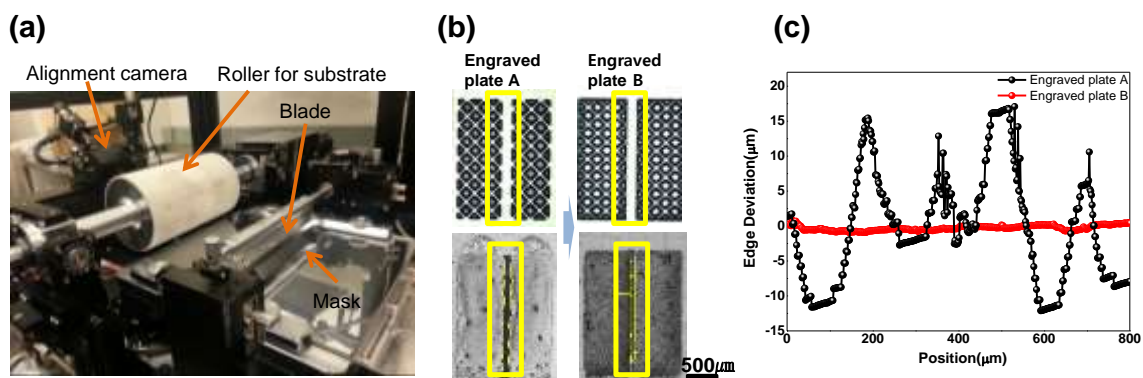 (a)
Alignment camera
Roller for substrate
Blade
Mask
(b)
Engraved
plate A
Engraved
plate B
500㎛
(c)
Engraved plate A
Engraved plate B
Edge Deviation(μm)
20
15
10
5
0
-5
-10
-15
0
200
400
600
800
Position(μm)